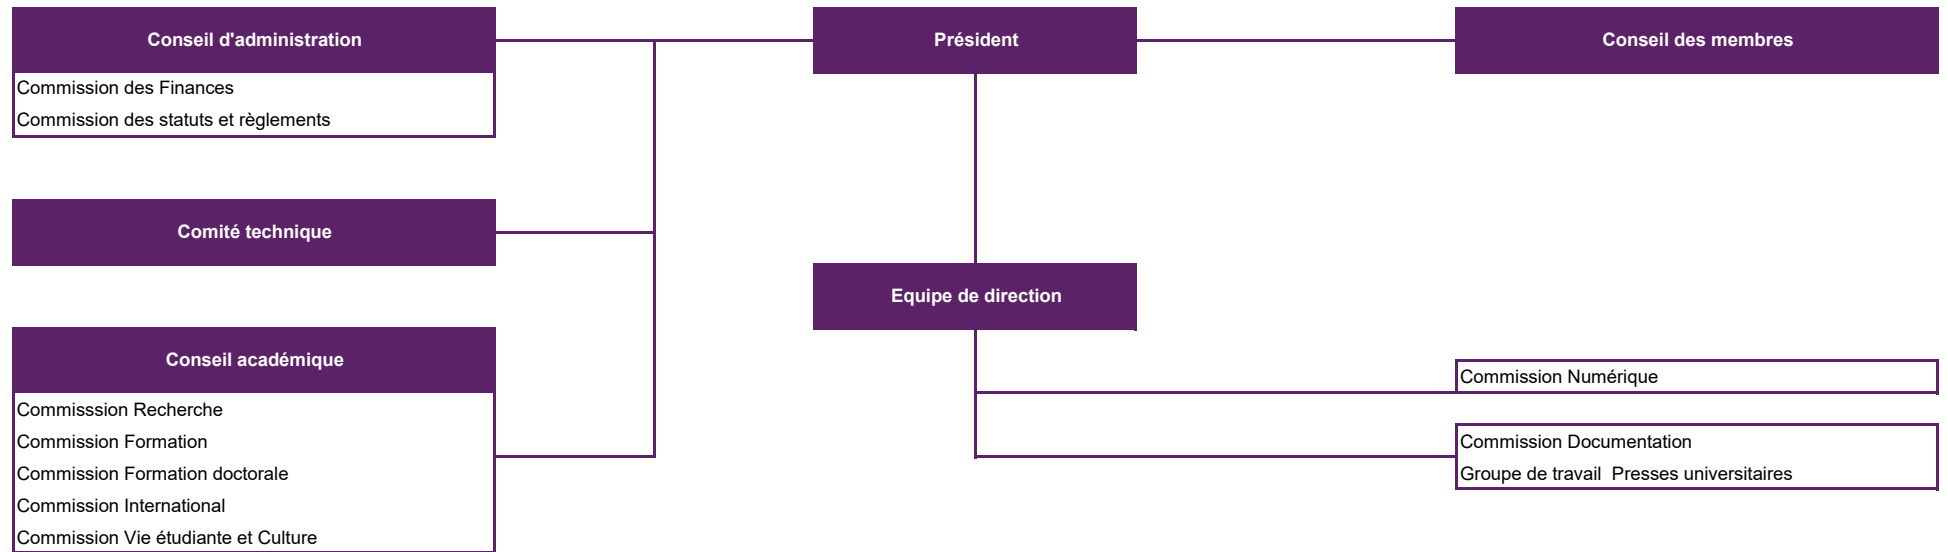 Conseil d'administration
Président
Conseil des membres
Commission des Finances
Commission des statuts et règlements
Comité technique
Equipe de direction
Conseil académique
Commisssion Recherche
Commission Formation
Commission Formation doctorale
Commission International
Commission Vie étudiante et Culture
Commission Numérique
Commission Documentation
Groupe de travail  Presses universitaires